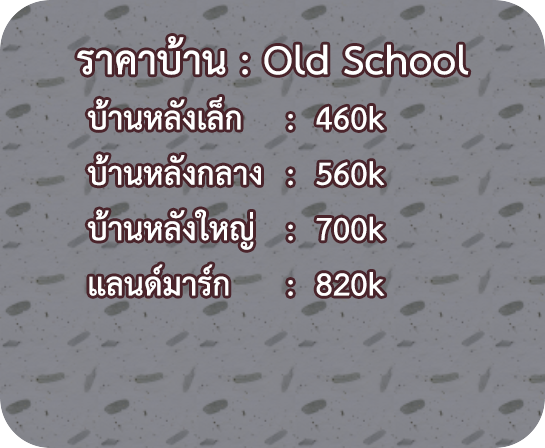 ราคาบ้าน : Old School
บ้านหลังเล็ก : 460k
บ้านหลังกลาง : 560k
บ้านหลังใหญ่ : 700k
แลนด์มาร์ก : 820k